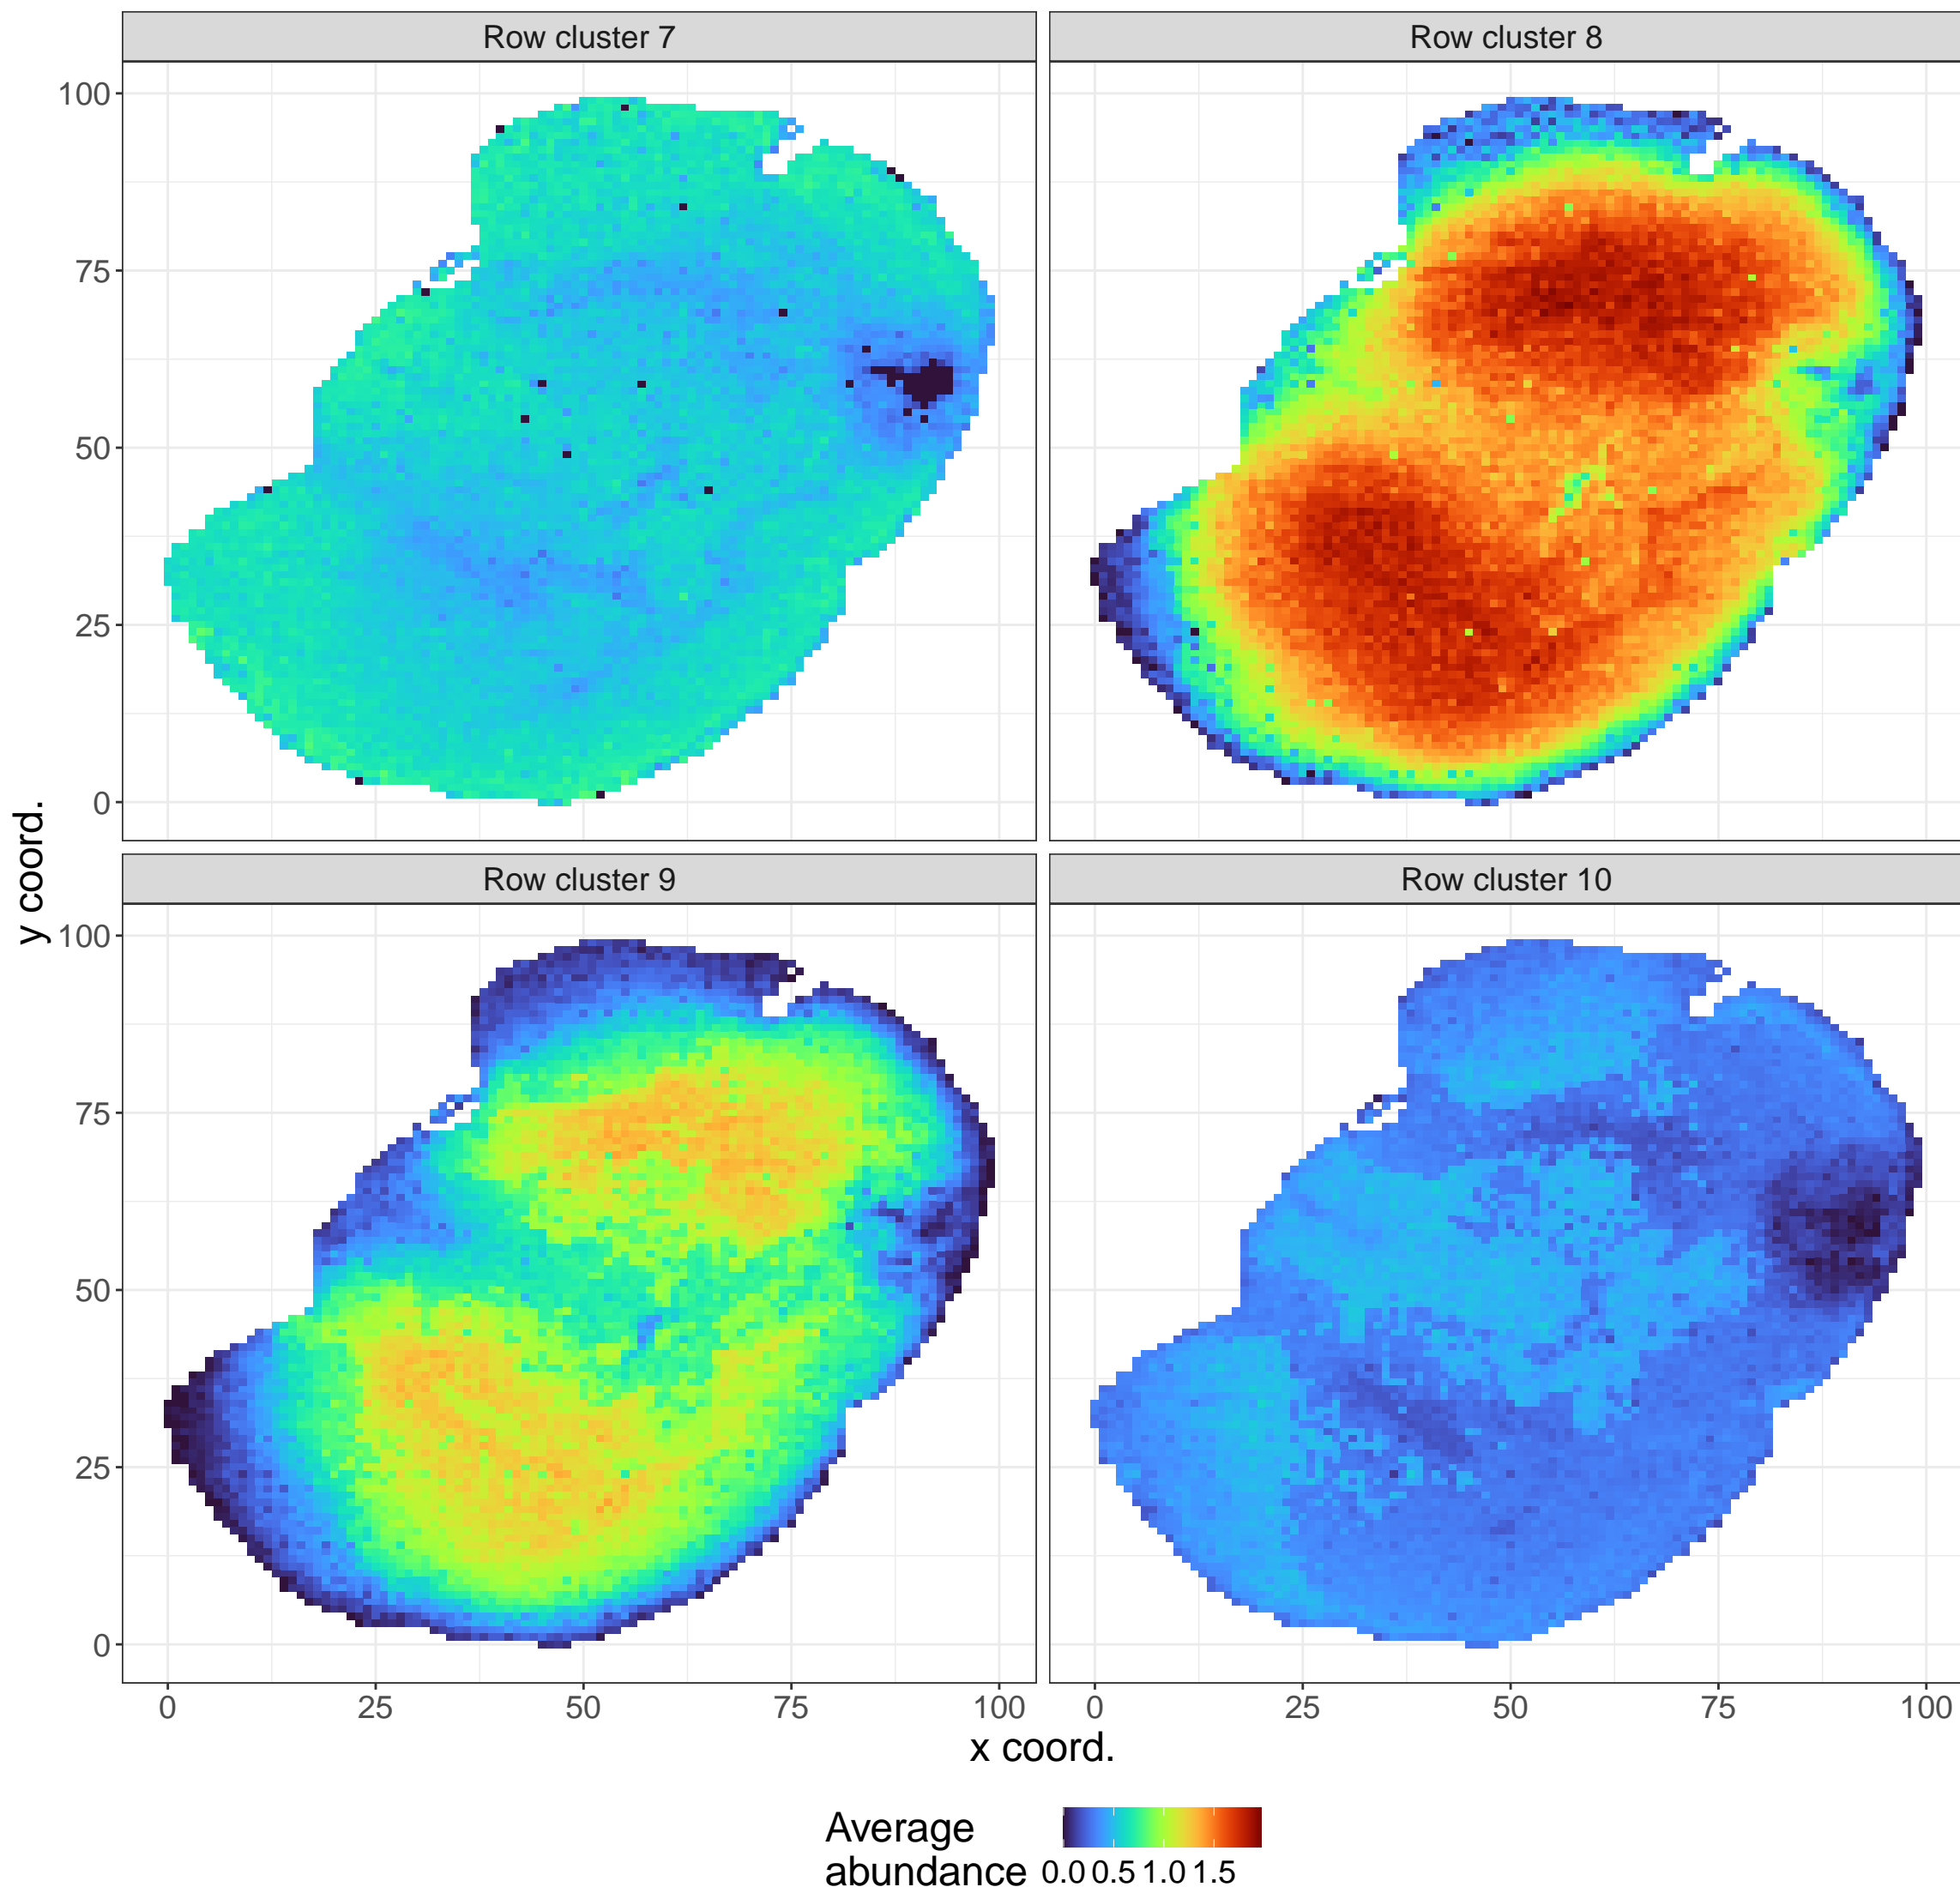 Row cluster 7
Row cluster 8
100
75
50
25
0
Row cluster 9
Row cluster 10
100
75
50
25
0
y coord.
0 25 50 75 100
0 25 50 75 100
x coord.
Average
abundance
0.0 0.5 1.0 1.5